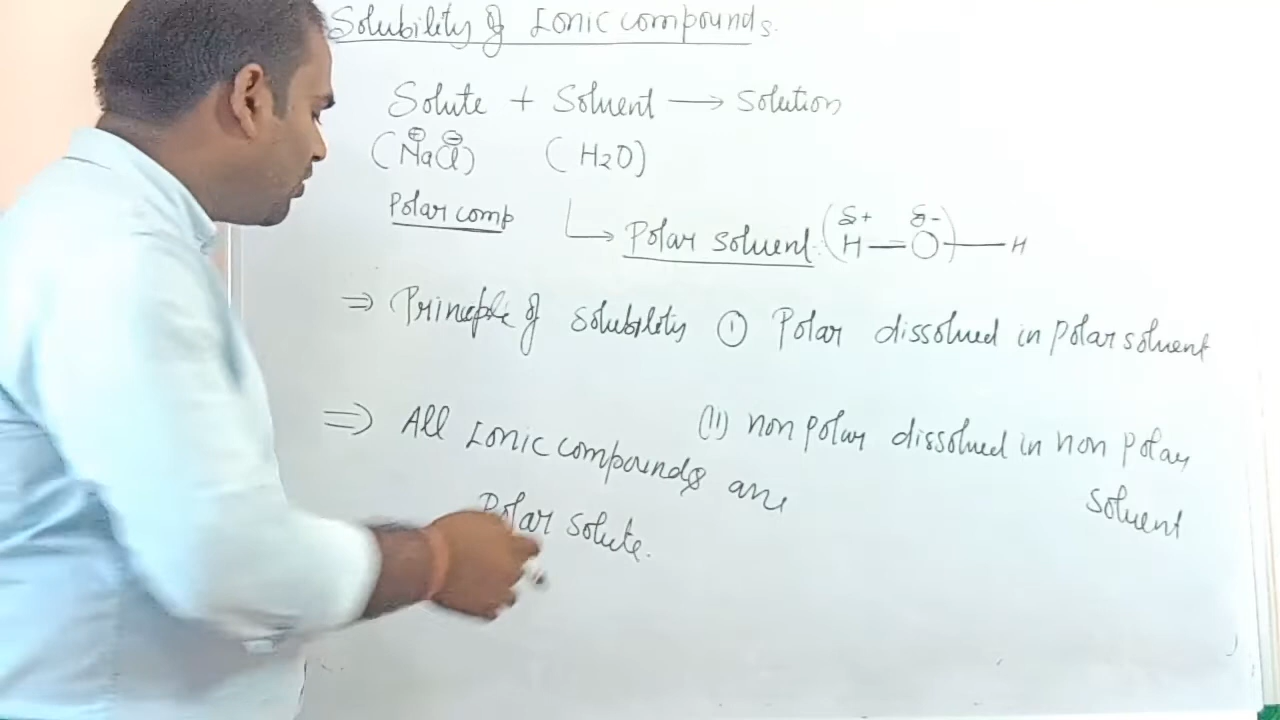 Solubility of Ionic compounds.
Solute + Solvent → Solution
(Na⊕Cl⊖) (H2O)
Polar comp
↳ Polar solvent (δ+ H — O δ-) — H
⇒ Principle of solubility ① Polar dissolved in polar solvent
(II) non polar dissolved in non polar
solvent
⇒ All Ionic compounds are
Polar solute.